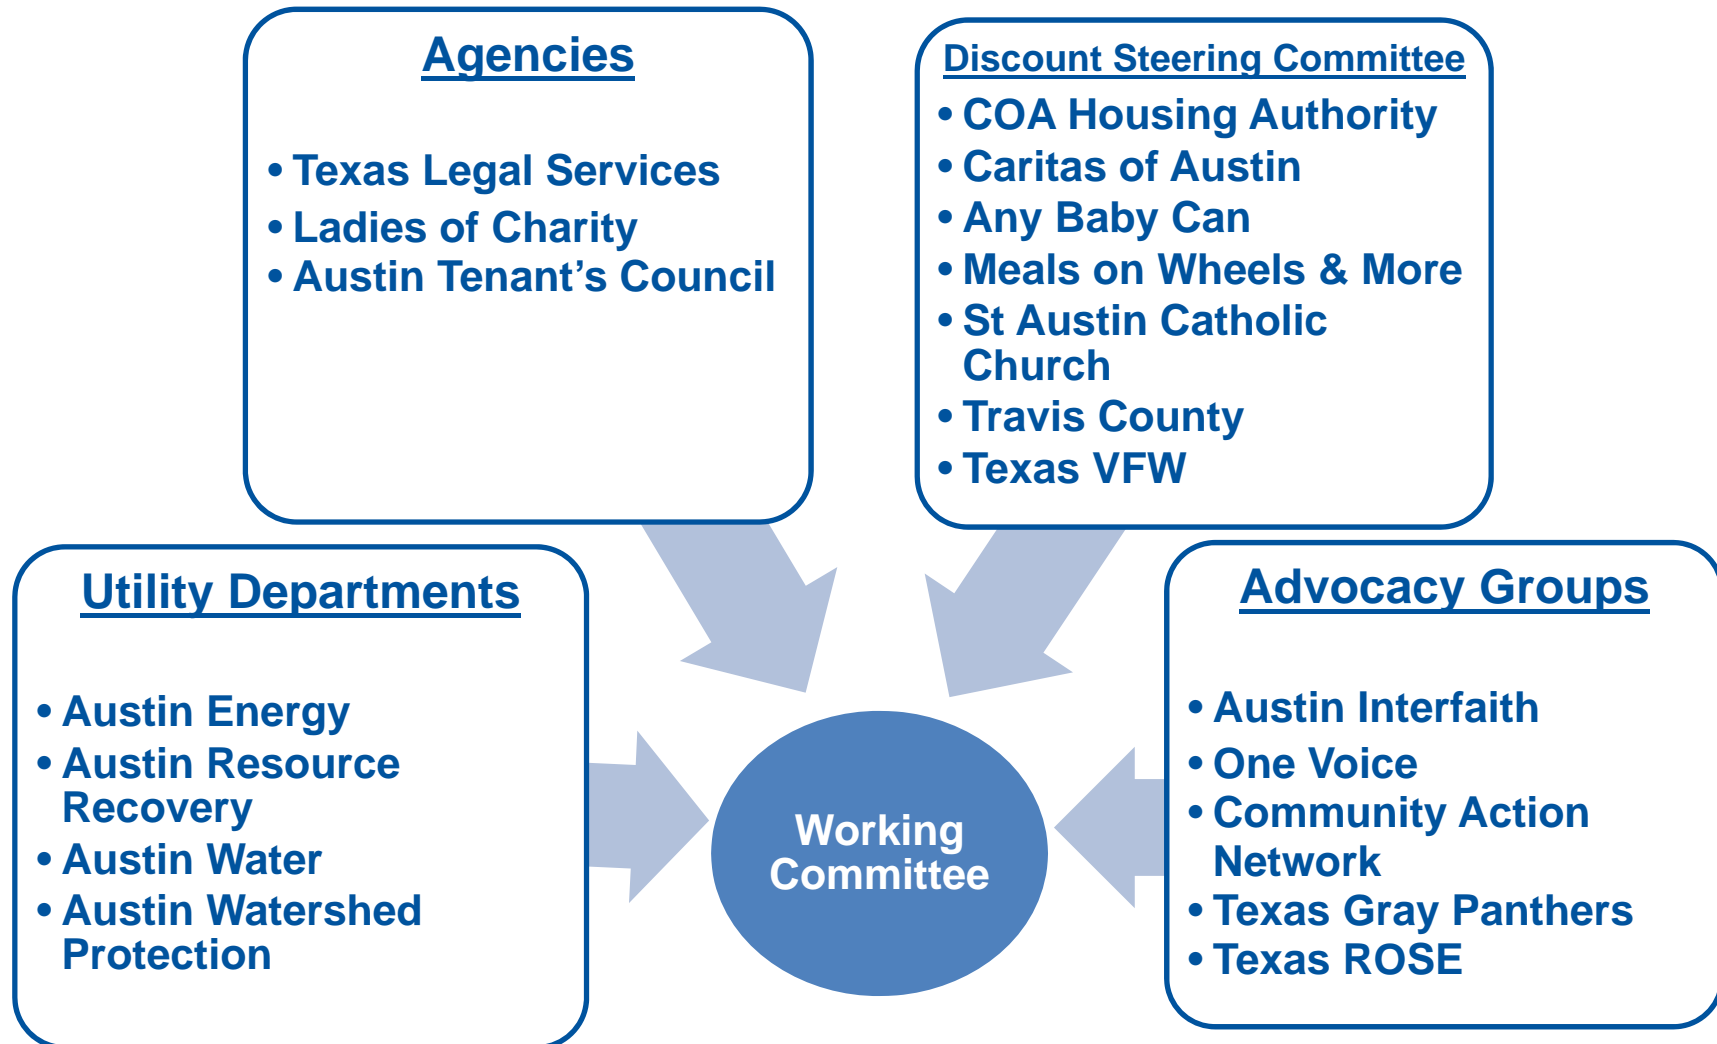 Agencies
• Texas Legal Services
• Ladies of Charity
• Austin Tenant’s Council
Discount Steering Committee
• COA Housing Authority
• Caritas of Austin
• Any Baby Can
• Meals on Wheels & More
• St Austin Catholic
Church
• Travis County
• Texas VFW
Utility Departments
• Austin Energy
• Austin Resource
Recovery
• Austin Water
• Austin Watershed
Protection
Working
Committee
Advocacy Groups
• Austin Interfaith
• One Voice
• Community Action
Network
• Texas Gray Panthers
• Texas ROSE